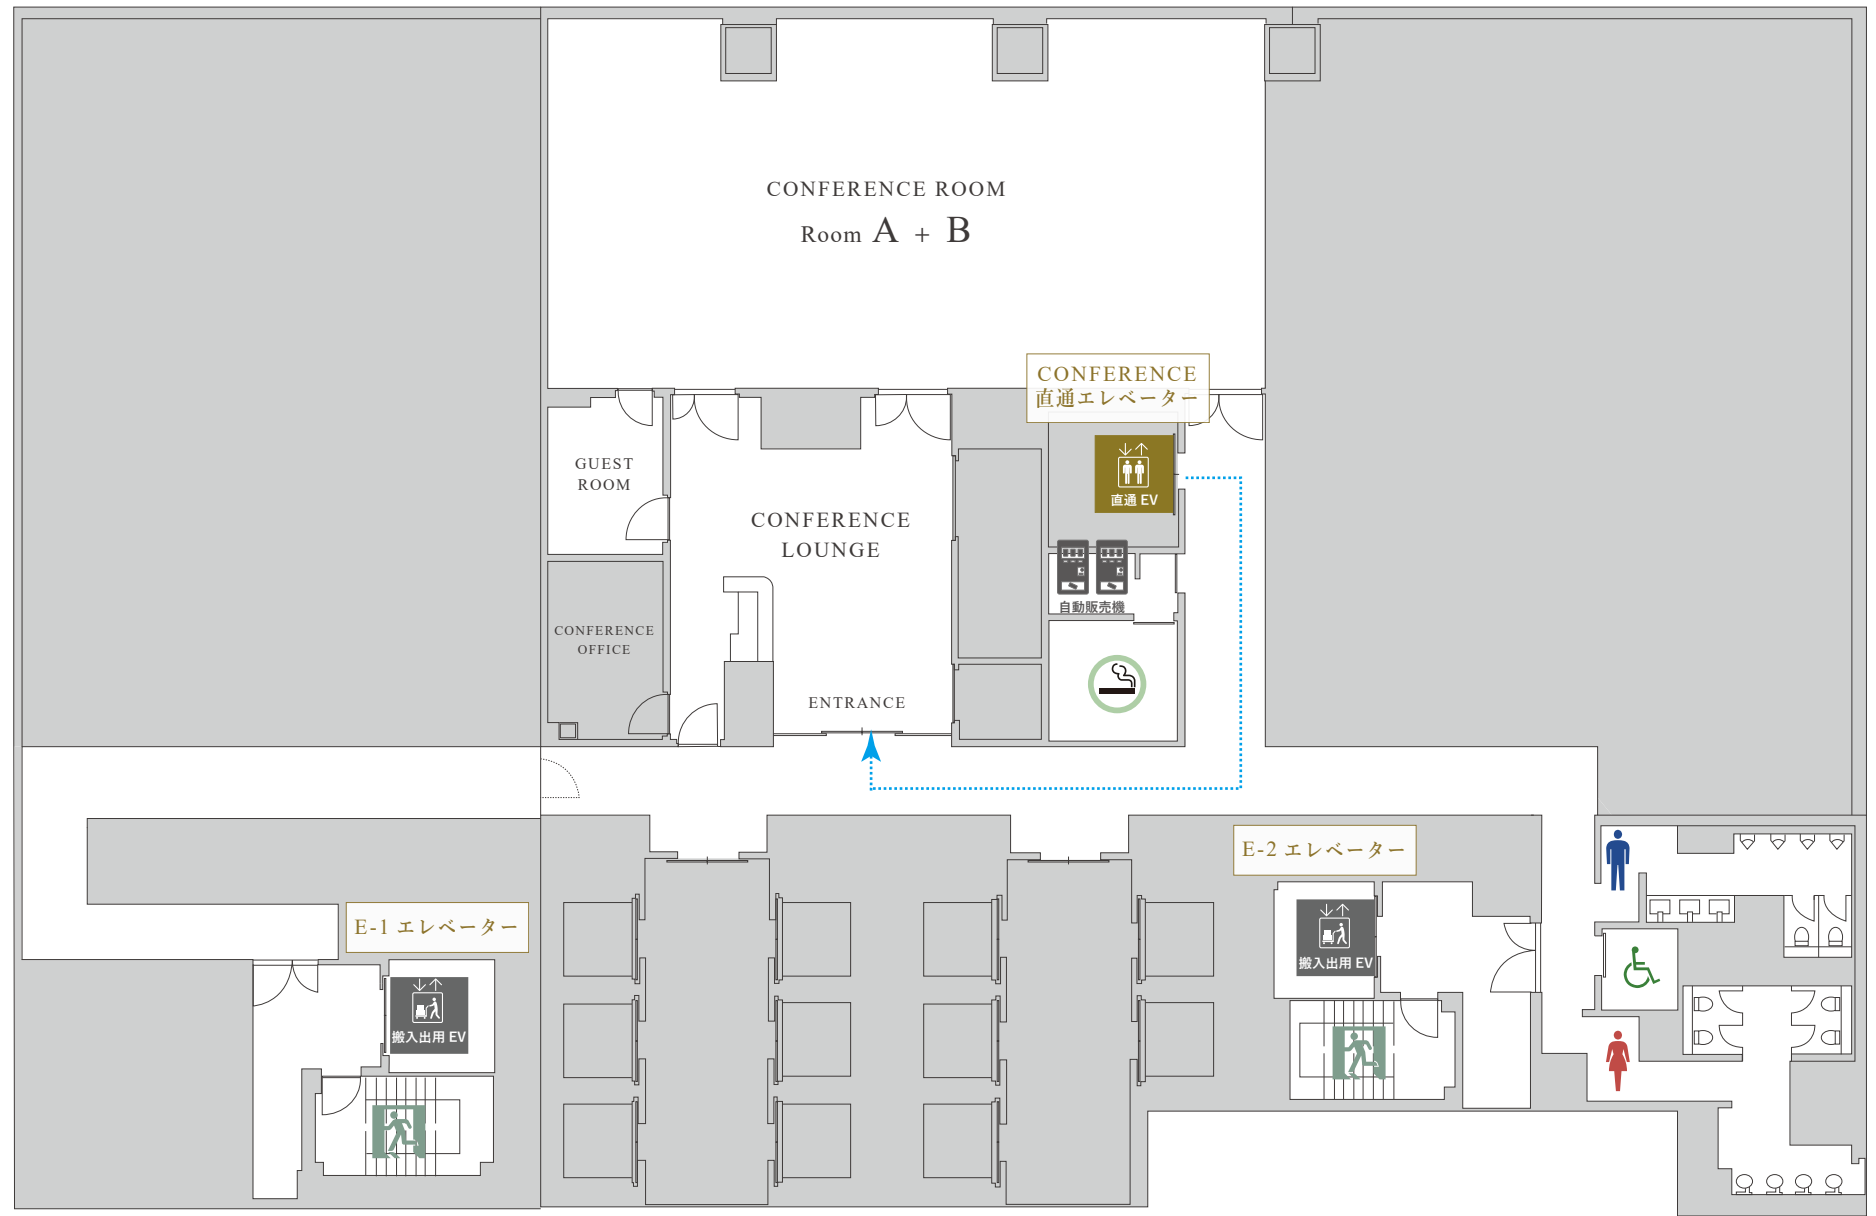 CONFERENCE ROOM
Room A + B
CONFERENCE
直通エレベーター
直通 EV
GUEST
ROOM
CONFERENCE
LOUNGE
自動販売機
CONFERENCE
OFFICE
ENTRANCE
E-2 エレベーター
搬入出用 EV
E-1 エレベーター
搬入出用 EV